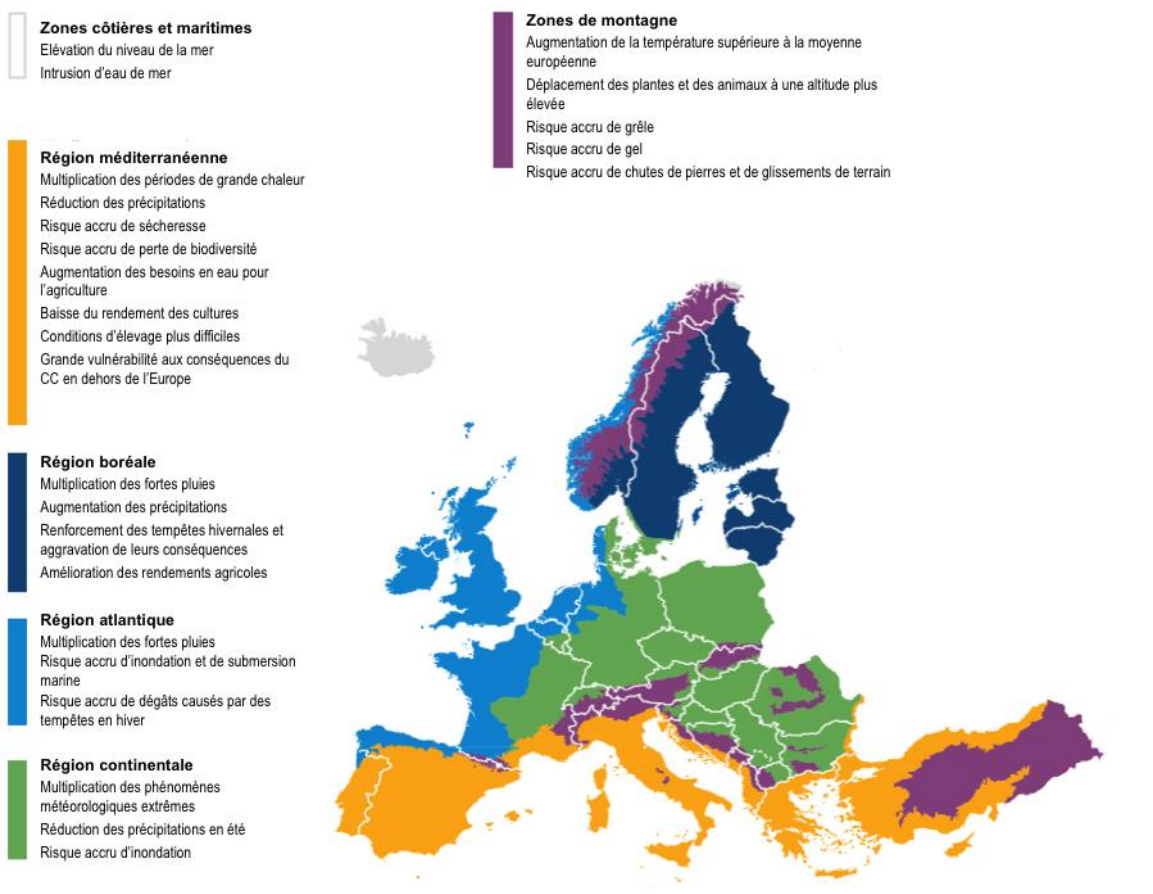 Zones côtières et maritimes
Elévation du niveau de la mer
Intrusion d'eau de mer
Zones de montagne
Augmentation de la température supérieure à la moyenne
européenne
Déplacement des plantes et des animaux à une altitude plus
élevée
Risque accru de grêle
Risque accru de gel
Risque accru de chutes de pierres et de glissements de terrain
Région méditerranéenne
Multiplication des périodes de grande chaleur
Réduction des précipitations
Risque accru de sécheresse
Risque accru de perte de biodiversité
Augmentation des besoins en eau pour
l'agriculture
Baisse du rendement des cultures
Conditions d'élevage plus difficiles
Grande vulnérabilité aux conséquences du
CC en dehors de l'Europe
Région boréale
Multiplication des fortes pluies
Augmentation des précipitations
Renforcement des tempêtes hivernales et
aggravation de leurs conséquences
Amélioration des rendements agricoles
Région atlantique
Multiplication des fortes pluies
Risque accru d'inondation et de submersion
marine
Risque accru de dégâts causés par des
tempêtes en hiver
Région continentale
Multiplication des phénomènes
météorologiques extrêmes
Réduction des précipitations en été
Risque accru d'inondation